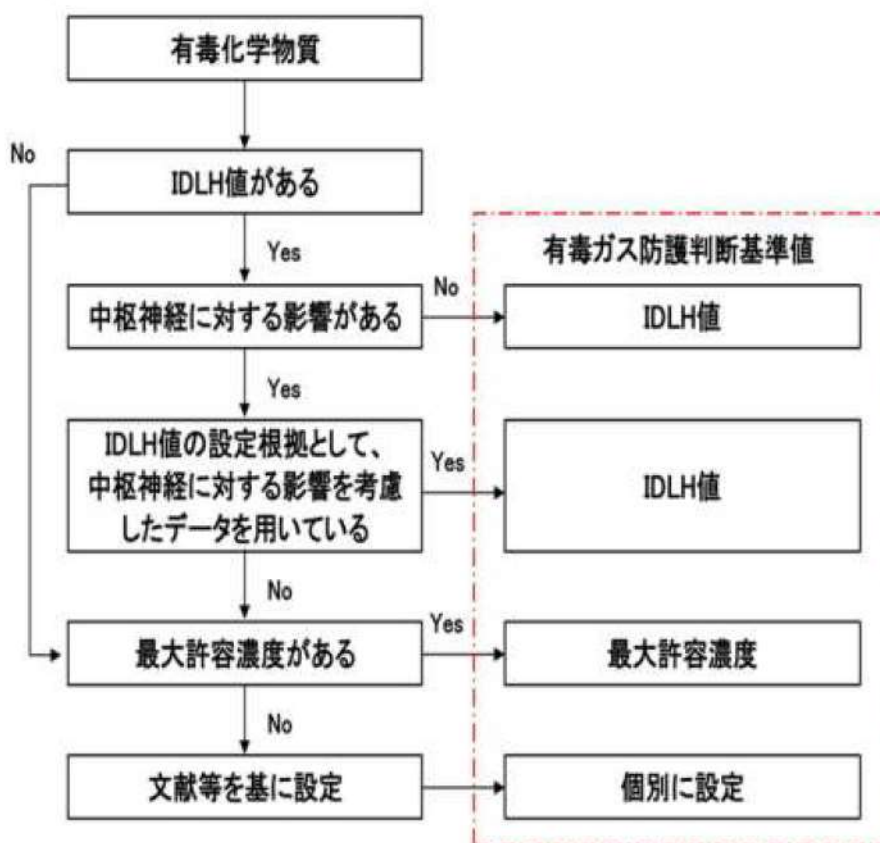 有毒化学物質
No
IDLH値がある
Yes
有毒ガス防護判断基準値
中枢神経に対する影響がある
No
IDLH値
Yes
IDLH値の設定根拠として、
中枢神経に対する影響を考慮
したデータを用いている
Yes
IDLH値
No
最大許容濃度がある
Yes
最大許容濃度
No
文献等を基に設定
個別に設定